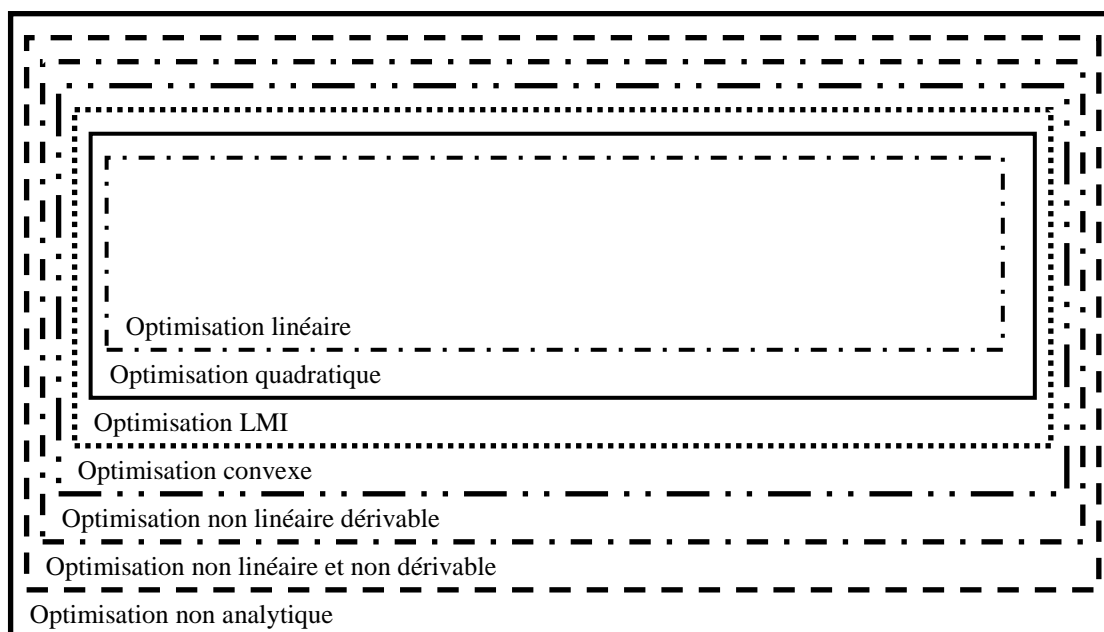 Optimisation linéaire
Optimisation quadratique
Optimisation LMI
Optimisation convexe
Optimisation non linéaire dérivable
Optimisation non linéaire et non dérivable
Optimisation non analytique